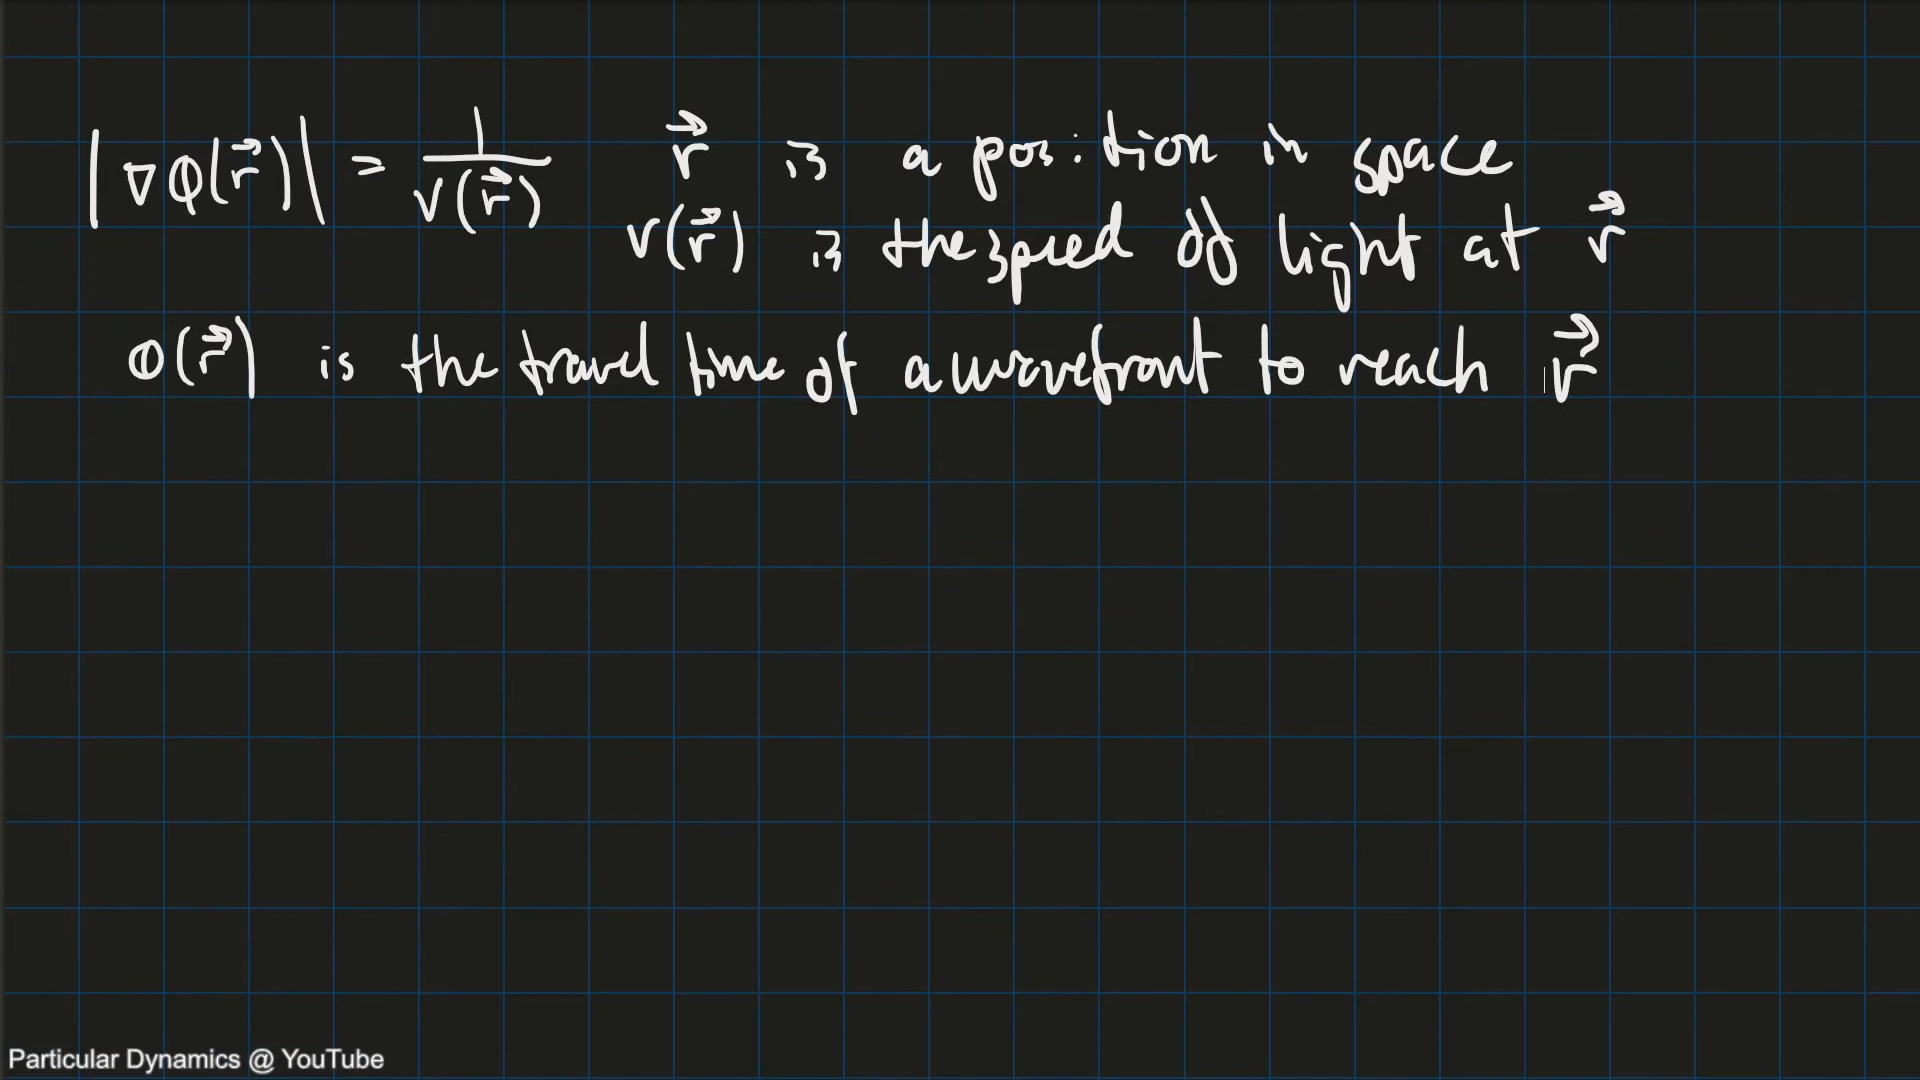 |∇Φ(r⃗)| = 1/v(r⃗) r⃗ is a position in space
v(r⃗) is the speed of light at r⃗
Φ(r⃗) is the travel time of a wavefront to reach r⃗
Particular Dynamics @ YouTube